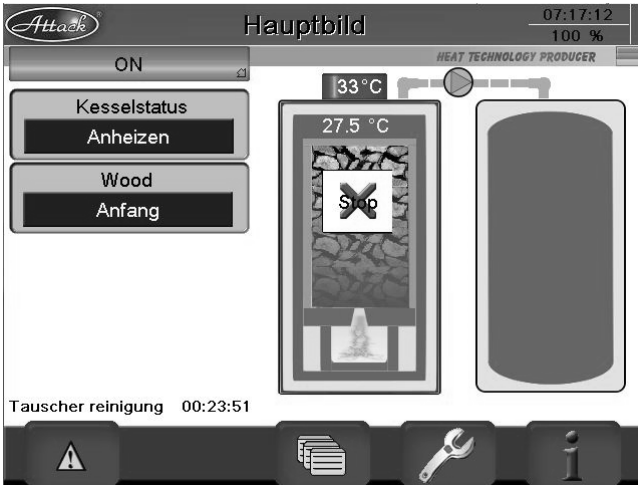 Attack
Hauptbild
07:17:12
100 %
HEAT TECHNOLOGY PRODUCER
ON
33°C
Kesselstatus
Anheizen
27.5 °C
Wood
Anfang
Stop
Tauscher reinigung 00:23:51